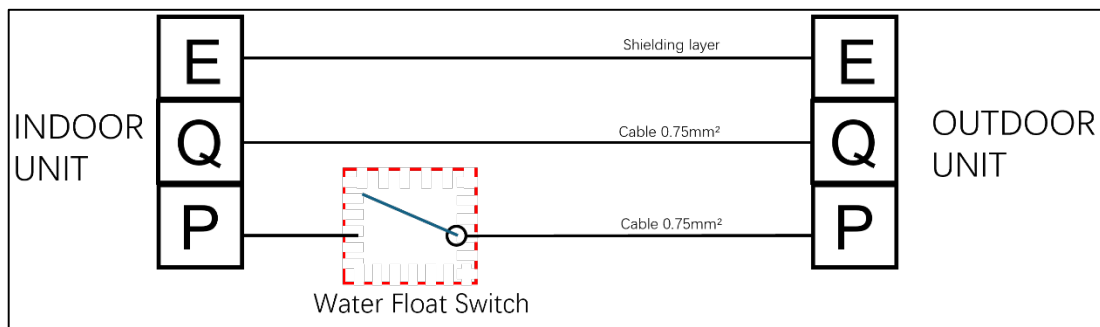 E
Shielding layer
E
INDOOR
UNIT
Q
Cable 0.75mm²
Q
OUTDOOR
UNIT
P
Cable 0.75mm²
P
Water Float Switch